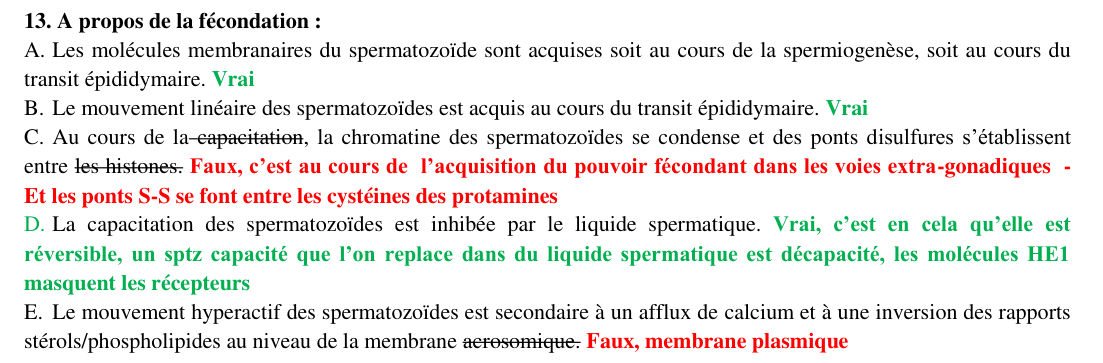 13. A propos de la fécondation :
A. Les molécules membranaires du spermatozoïde sont acquises soit au cours de la spermiogenèse, soit au cours du
transit épididymaire. Vrai
B. Le mouvement linéaire des spermatozoïdes est acquis au cours du transit épididymaire. Vrai
C. Au cours de la capacitation, la chromatine des spermatozoïdes se condense et des ponts disulfures s'établissent
entre les histones. Faux, c'est au cours de l'acquisition du pouvoir fécondant dans les voies extra-gonadiques -
Et les ponts S-S se font entre les cystéines des protamines
D. La capacitation des spermatozoïdes est inhibée par le liquide spermatique. Vrai, c'est en cela qu'elle est
réversible, un sptz capacité que l'on replace dans du liquide spermatique est décapacité, les molécules HE1
masquent les récepteurs
E. Le mouvement hyperactif des spermatozoïdes est secondaire à un afflux de calcium et à une inversion des rapports
stérols/phospholipides au niveau de la membrane acrosomique. Faux, membrane plasmique